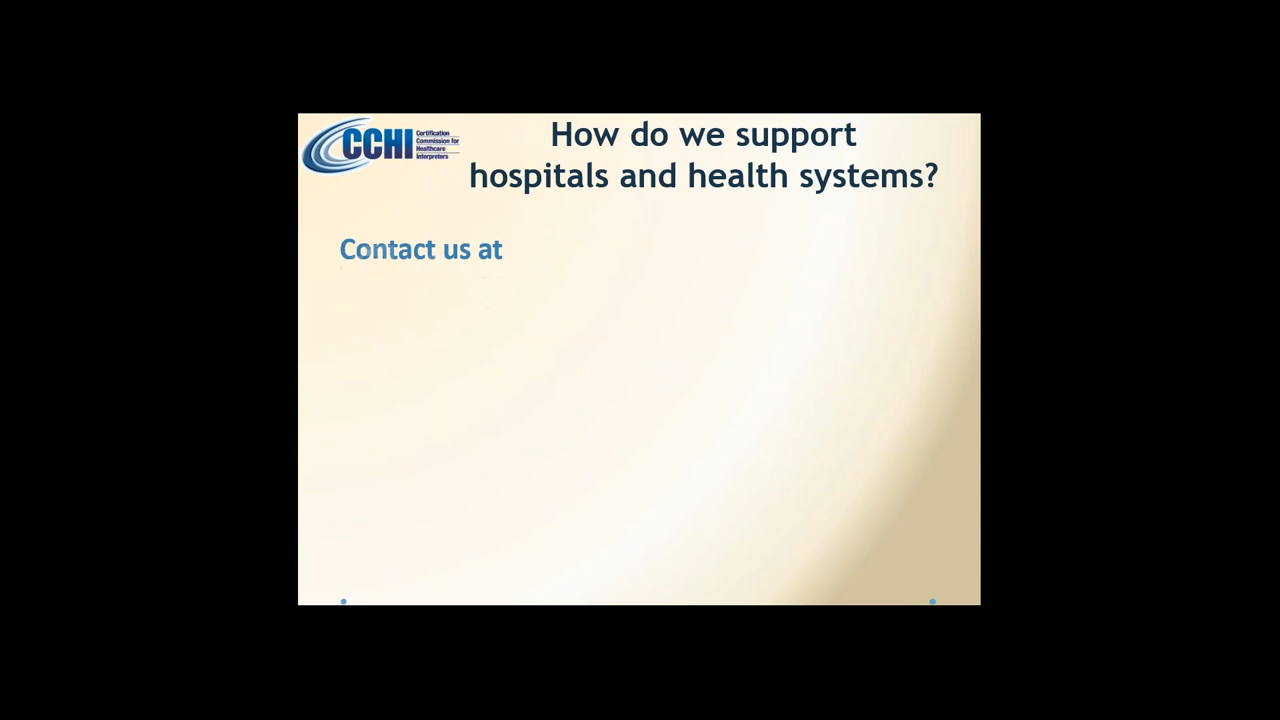 CCHI
Certification
Commission for
Healthcare
Interpreters
How do we support
hospitals and health systems?
Contact us at